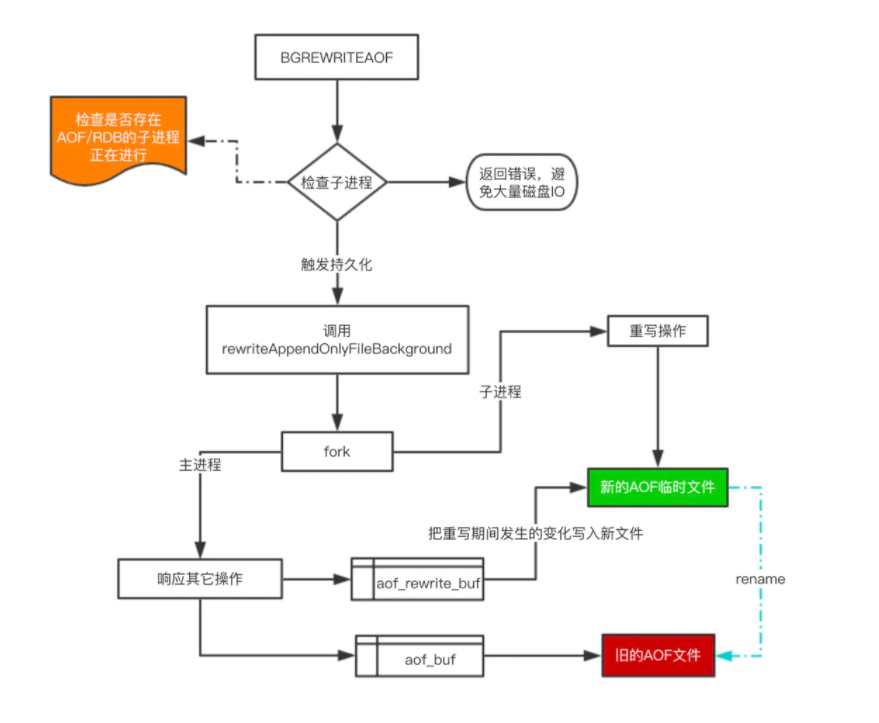 BGREWRITEAOF
检查是否存在
AOF/RDB的子进程
正在进行
检查子进程
返回错误，避
免大量磁盘IO
触发持久化
调用
rewriteAppendOnlyFileBackground
重写操作
子进程
fork
主进程
新的AOF临时文件
把重写期间发生的变化写入新文件
响应其它操作
aof_rewrite_buf
rename
aof_buf
旧的AOF文件